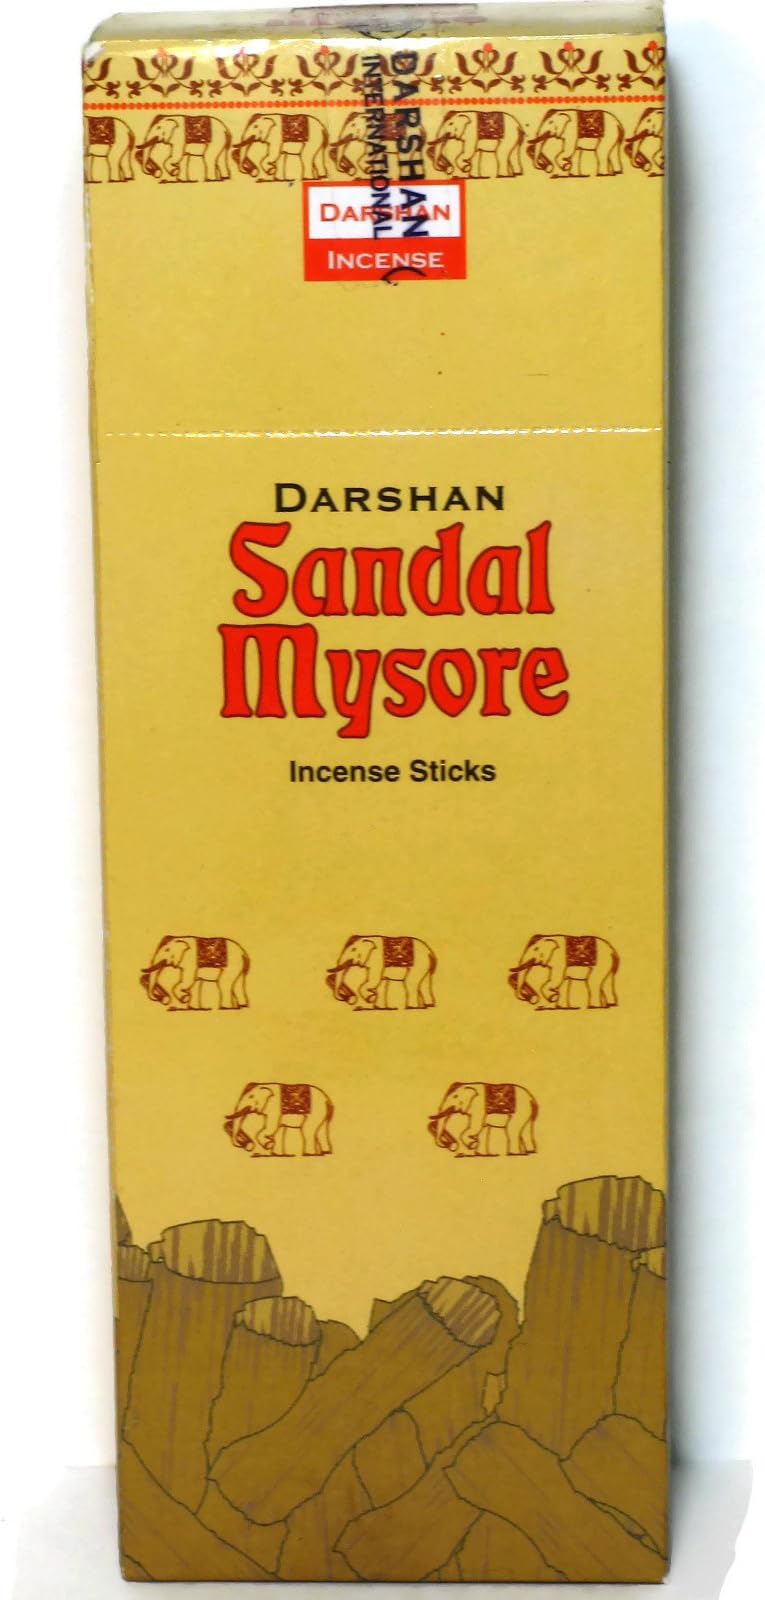 DARSHAN
INTERNATIONAL
DARSHAN
INCENSE
DARSHAN
Sandal
Mysore
Incense Sticks